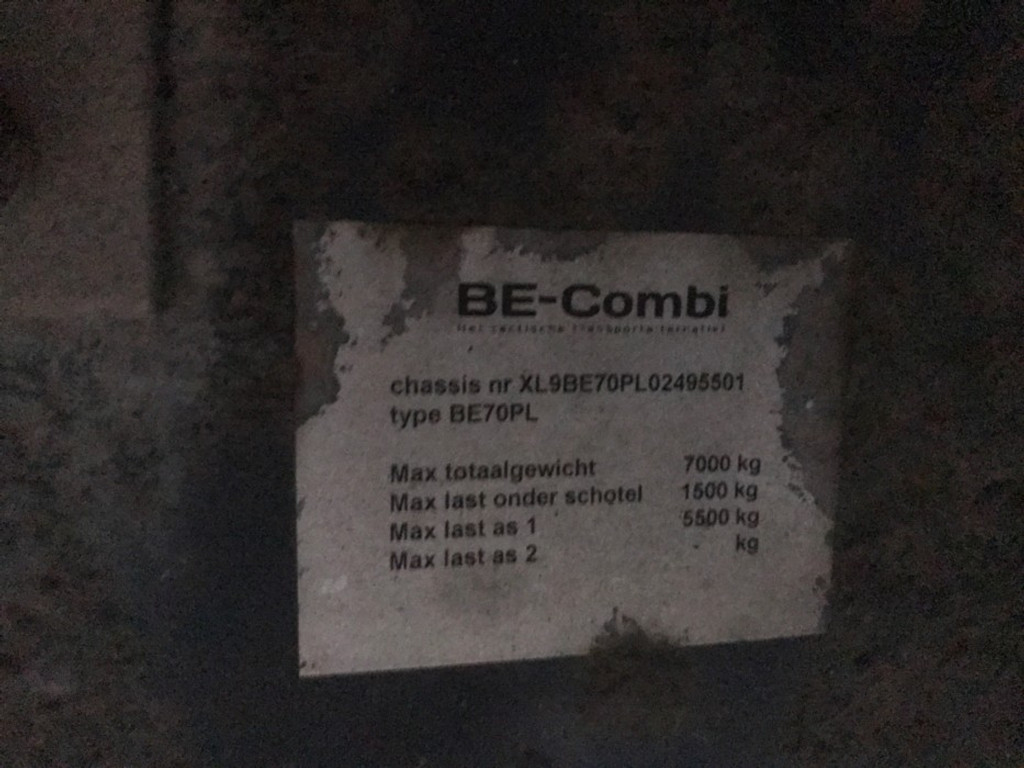 BE-Combi
chassis nr XL9BE70PL02495501
type BE70PL
Max totaalgewicht 7000 kg
Max last onder schotel 1500 kg
Max last as 1 5500 kg
Max last as 2 - kg